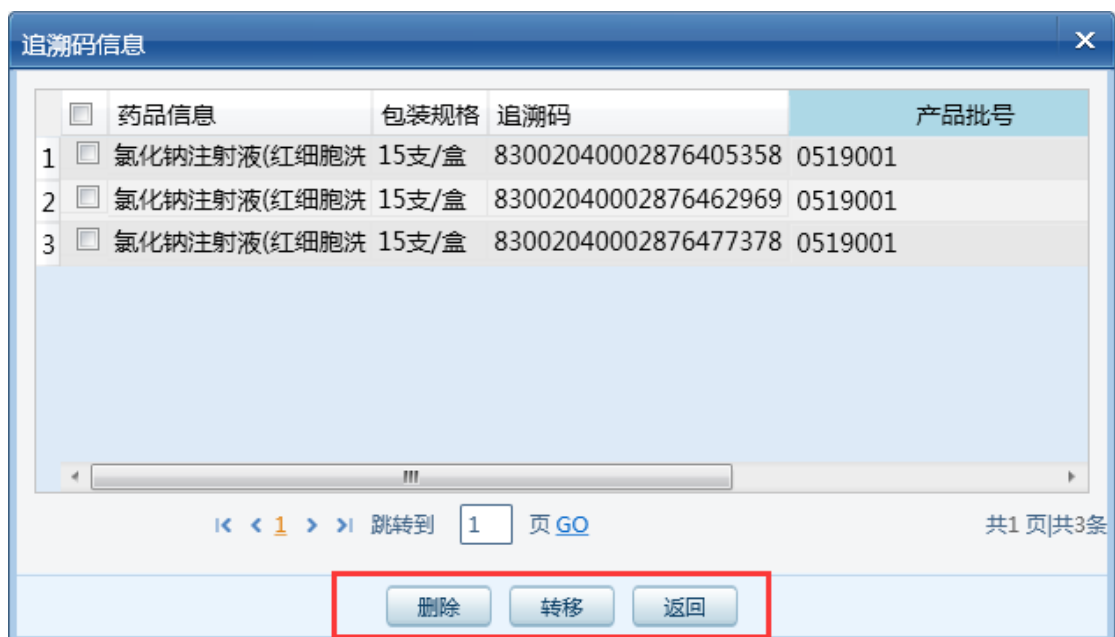 追溯码信息
药品信息 包装规格 追溯码 产品批号
1 氯化钠注射液(红细胞洗 15支/盒 83002040002876405358 0519001
2 氯化钠注射液(红细胞洗 15支/盒 83002040002876462969 0519001
3 氯化钠注射液(红细胞洗 15支/盒 83002040002876477378 0519001
1 跳转到 1 页 GO 共1 页|共3条
删除 转移 返回